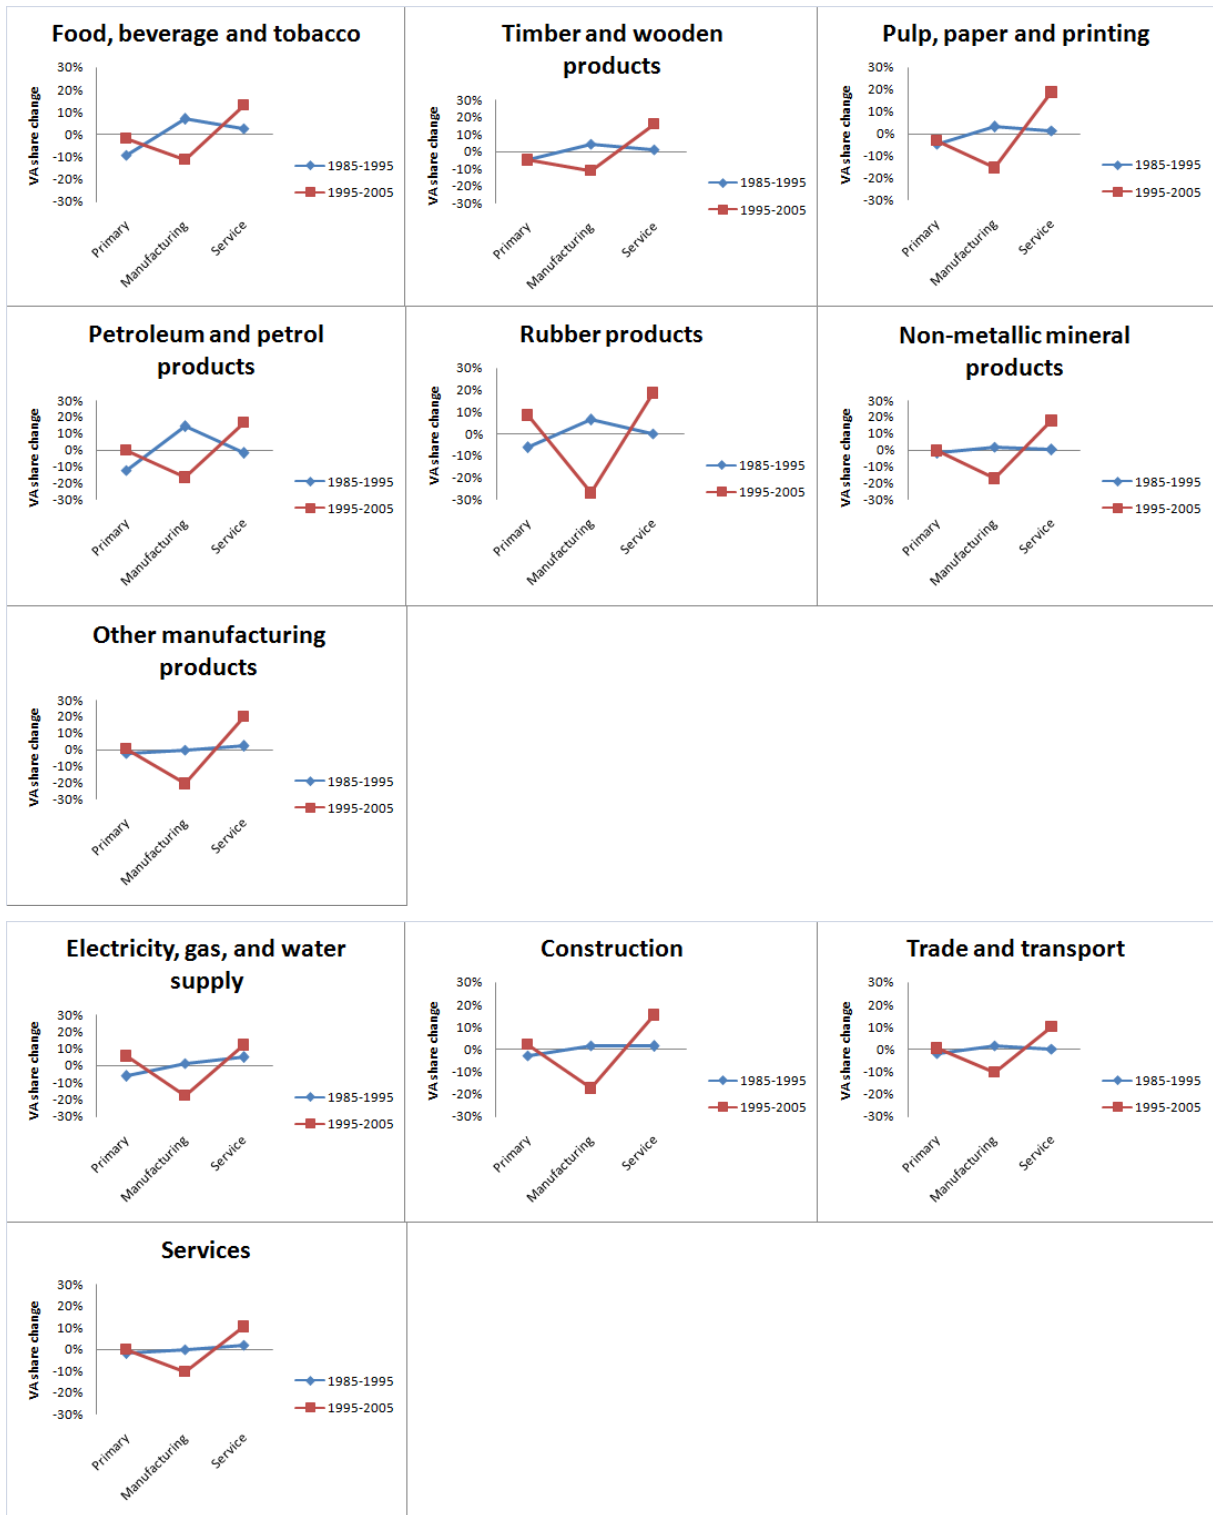 Food, beverage and tobacco
30%
20%
10%
0%
-10%
-20%
-30%
VA share change
Primary
Manufacturing
Service
1985-1995
1995-2005
Timber and wooden
products
30%
20%
10%
0%
-10%
-20%
-30%
VA share change
Primary
Manufacturing
Service
1985-1995
1995-2005
Pulp, paper and printing
30%
20%
10%
0%
-10%
-20%
-30%
VA share change
Primary
Manufacturing
Service
1985-1995
1995-2005
Petroleum and petrol
products
30%
20%
10%
0%
-10%
-20%
-30%
VA share change
Primary
Manufacturing
Service
1985-1995
1995-2005
Rubber products
30%
20%
10%
0%
-10%
-20%
-30%
VA share change
Primary
Manufacturing
Service
1985-1995
1995-2005
Non-metallic mineral
products
30%
20%
10%
0%
-10%
-20%
-30%
VA share change
Primary
Manufacturing
Service
1985-1995
1995-2005
Other manufacturing
products
30%
20%
10%
0%
-10%
-20%
-30%
VA share change
Primary
Manufacturing
Service
1985-1995
1995-2005
Electricity, gas, and water
supply
30%
20%
10%
0%
-10%
-20%
-30%
VA share change
Primary
Manufacturing
Service
1985-1995
1995-2005
Construction
30%
20%
10%
0%
-10%
-20%
-30%
VA share change
Primary
Manufacturing
Service
1985-1995
1995-2005
Trade and transport
30%
20%
10%
0%
-10%
-20%
-30%
VA share change
Primary
Manufacturing
Service
1985-1995
1995-2005
Services
30%
20%
10%
0%
-10%
-20%
-30%
VA share change
Primary
Manufacturing
Service
1985-1995
1995-2005